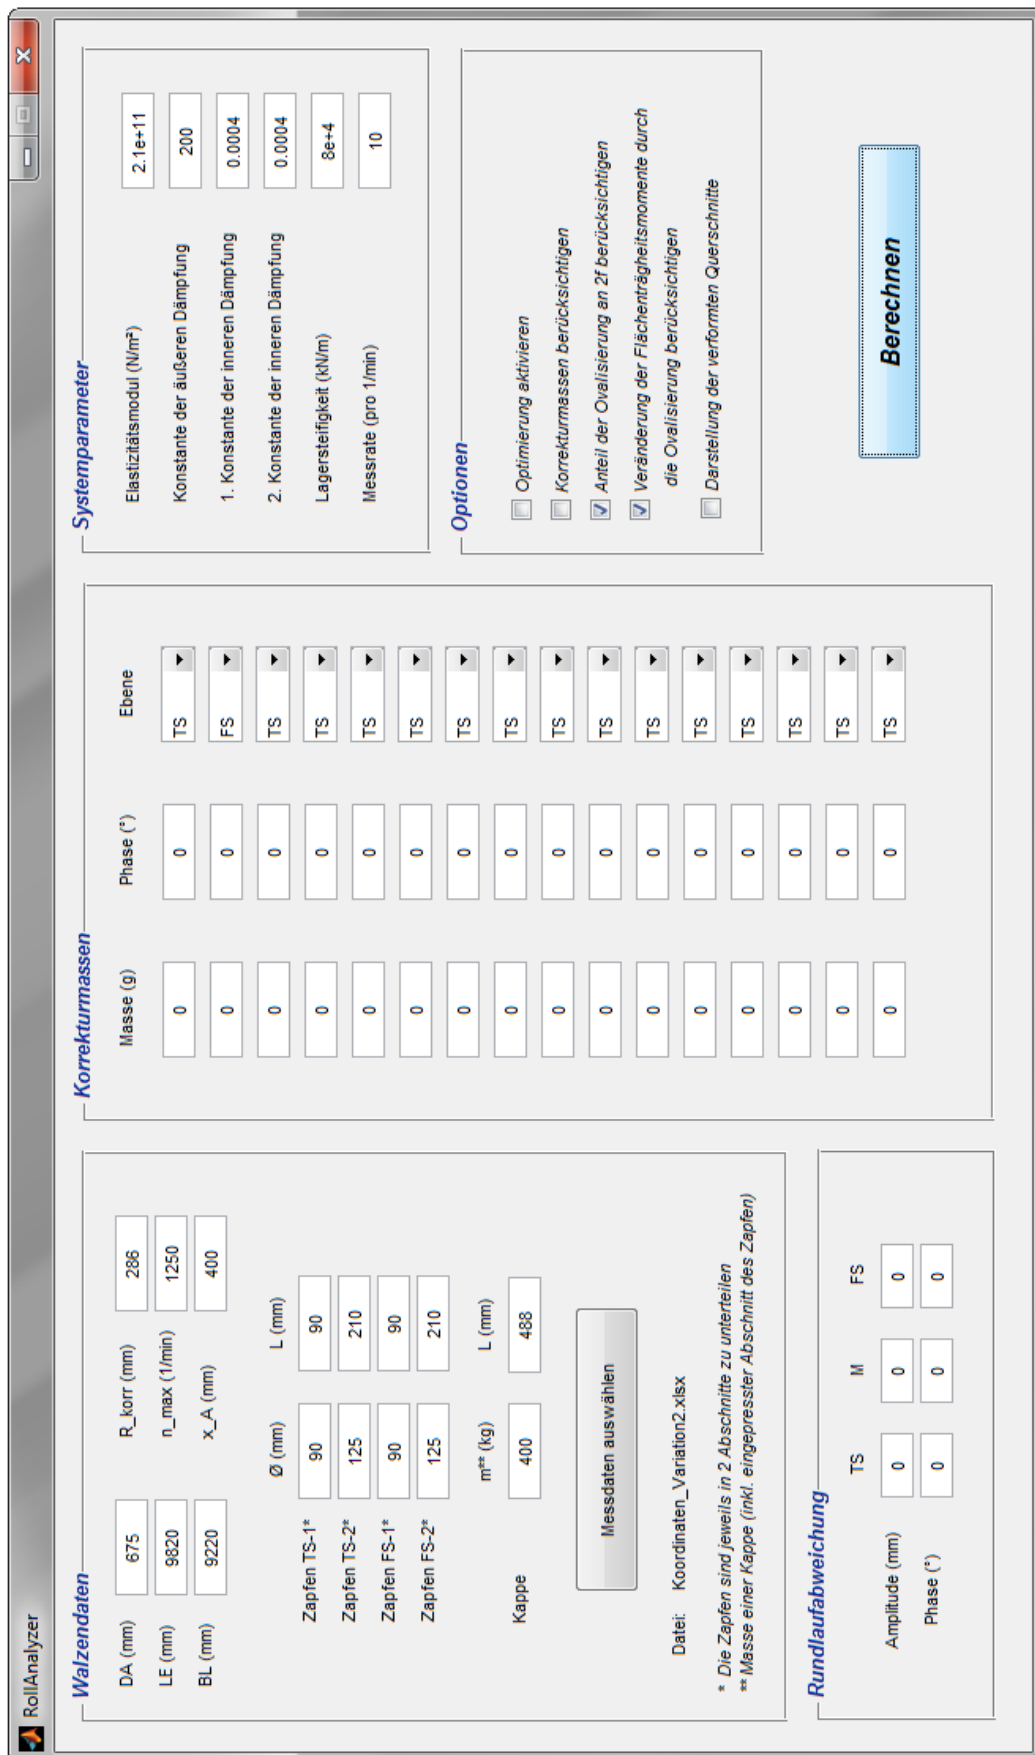 RollAnalyzer
Walzendaten
DA (mm) 675 R_korr (mm) 286
LE (mm) 9820 n_max (1/min) 1250
BL (mm) 9220 x_A (mm) 400
Ø (mm) L (mm)
Zapfen TS-1* 90 90
Zapfen TS-2* 125 210
Zapfen FS-1* 90 90
Zapfen FS-2* 125 210
m** (kg) L (mm)
Kappe 400 488
Messdaten auswählen
Datei: Koordinaten_Variation2.xlsx
* Die Zapfen sind jeweils in 2 Abschnitte zu unterteilen
** Masse einer Kappe (inkl. eingepresster Abschnitt des Zapfen)
Rundlaufabweichung
TS M FS
Amplitude (mm) 0 0 0
Phase (°) 0 0 0
Korrekturmassen
Masse (g) Phase (°) Ebene
0 0 TS
0 0 FS
0 0 TS
0 0 TS
0 0 TS
0 0 TS
0 0 TS
0 0 TS
0 0 TS
0 0 TS
0 0 TS
0 0 TS
0 0 TS
0 0 TS
0 0 TS
0 0 TS
Systemparameter
Elastizitätsmodul (N/m²) 2.1e+11
Konstante der äußeren Dämpfung 200
1. Konstante der inneren Dämpfung 0.0004
2. Konstante der inneren Dämpfung 0.0004
Lagersteifigkeit (kN/m) 8e+4
Messrate (pro 1/min) 10
Optionen
Optimierung aktivieren
Korrekturmassen berücksichtigen
Anteil der Ovalisierung an 2f berücksichtigen
Veränderung der Flächenträgheitsmomente durch
die Ovalisierung berücksichtigen
Darstellung der verformten Querschnitte
Berechnen